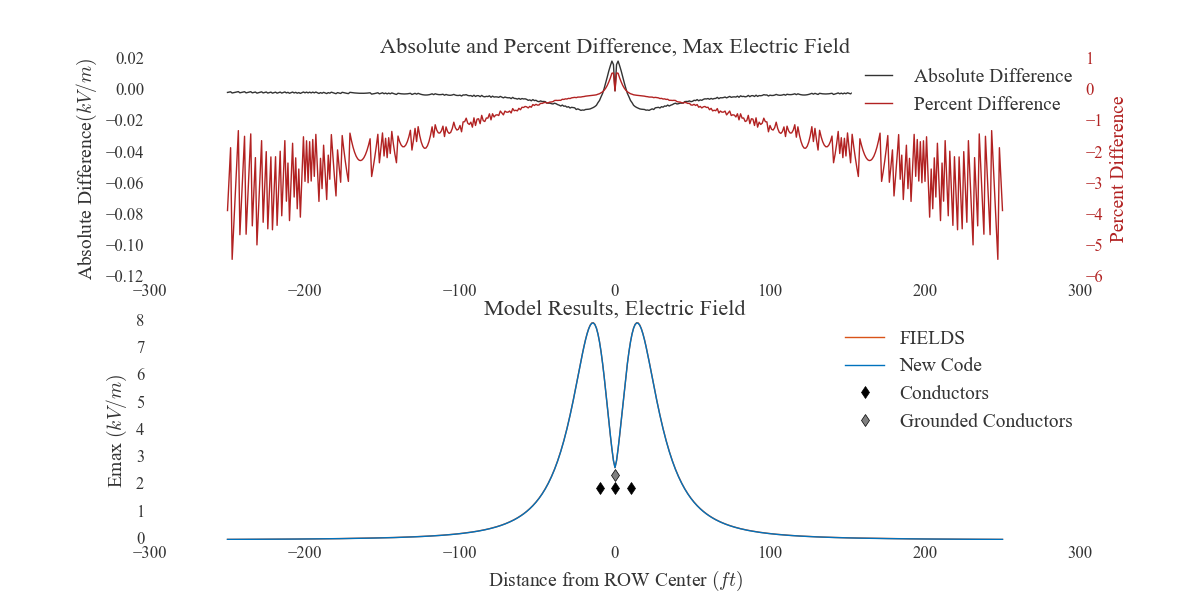 Absolute and Percent Difference, Max Electric Field
Absolute Difference(kV/m)
0.02
0.00
−0.02
−0.04
−0.06
−0.08
−0.10
−0.12
Absolute Difference
Percent Difference
1
0
−1
−2
−3
−4
−5
−6
Percent Difference
−300 −200 −100 0 100 200 300
Model Results, Electric Field
Emax (kV/m)
8
7
6
5
4
3
2
1
0
FIELDS
New Code
Conductors
Grounded Conductors
−300 −200 −100 0 100 200 300
Distance from ROW Center (ft)